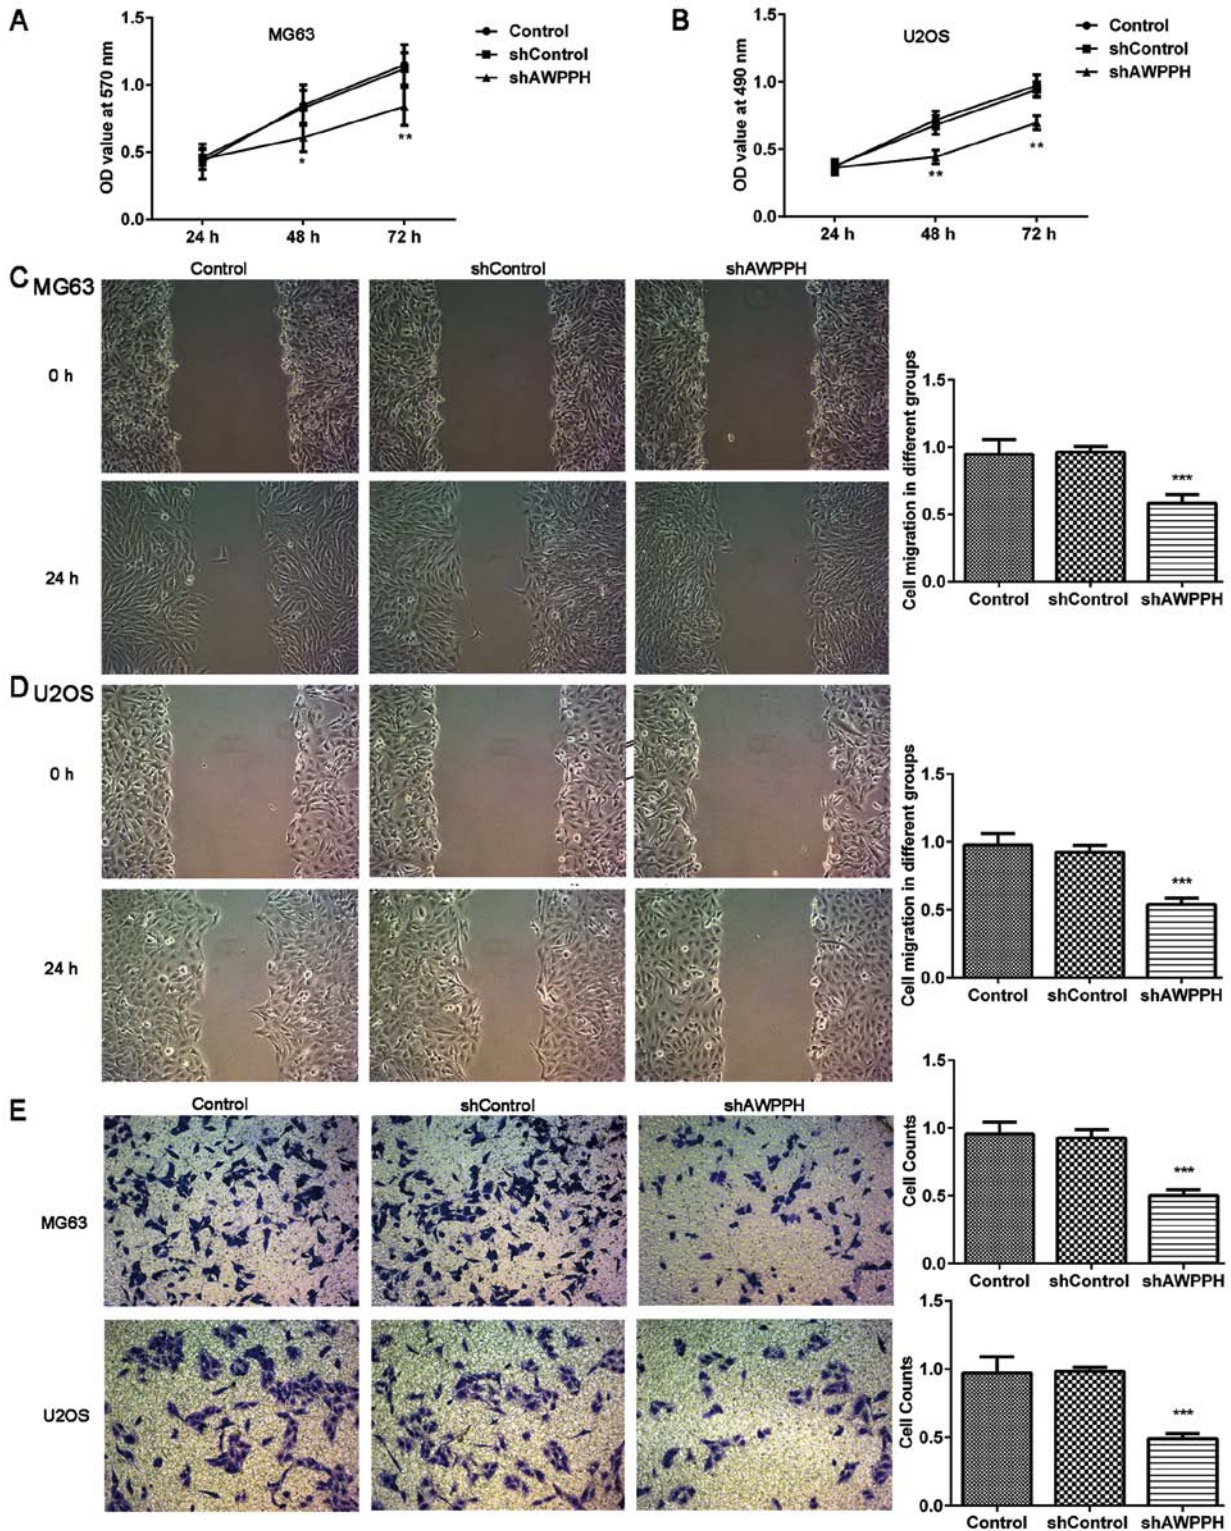 A
MG63
OD value at 570 nm
1.5
1.0
0.5
0.0
24 h
48 h
72 h
*
**
Control
shControl
shAWPPH
B
U2OS
OD value at 490 nm
1.5
1.0
0.5
0.0
24 h
48 h
72 h
**
**
Control
shControl
shAWPPH
C
MG63
Control
shControl
shAWPPH
0 h
24 h
Cell migration in different groups
1.5
1.0
0.5
0.0
***
Control
shControl
shAWPPH
D
U2OS
0 h
24 h
Cell migration in different groups
1.5
1.0
0.5
0.0
***
Control
shControl
shAWPPH
E
Control
shControl
shAWPPH
MG63
Cell Counts
1.5
1.0
0.5
0.0
***
Control
shControl
shAWPPH
U2OS
Cell Counts
1.5
1.0
0.5
0.0
***
Control
shControl
shAWPPH